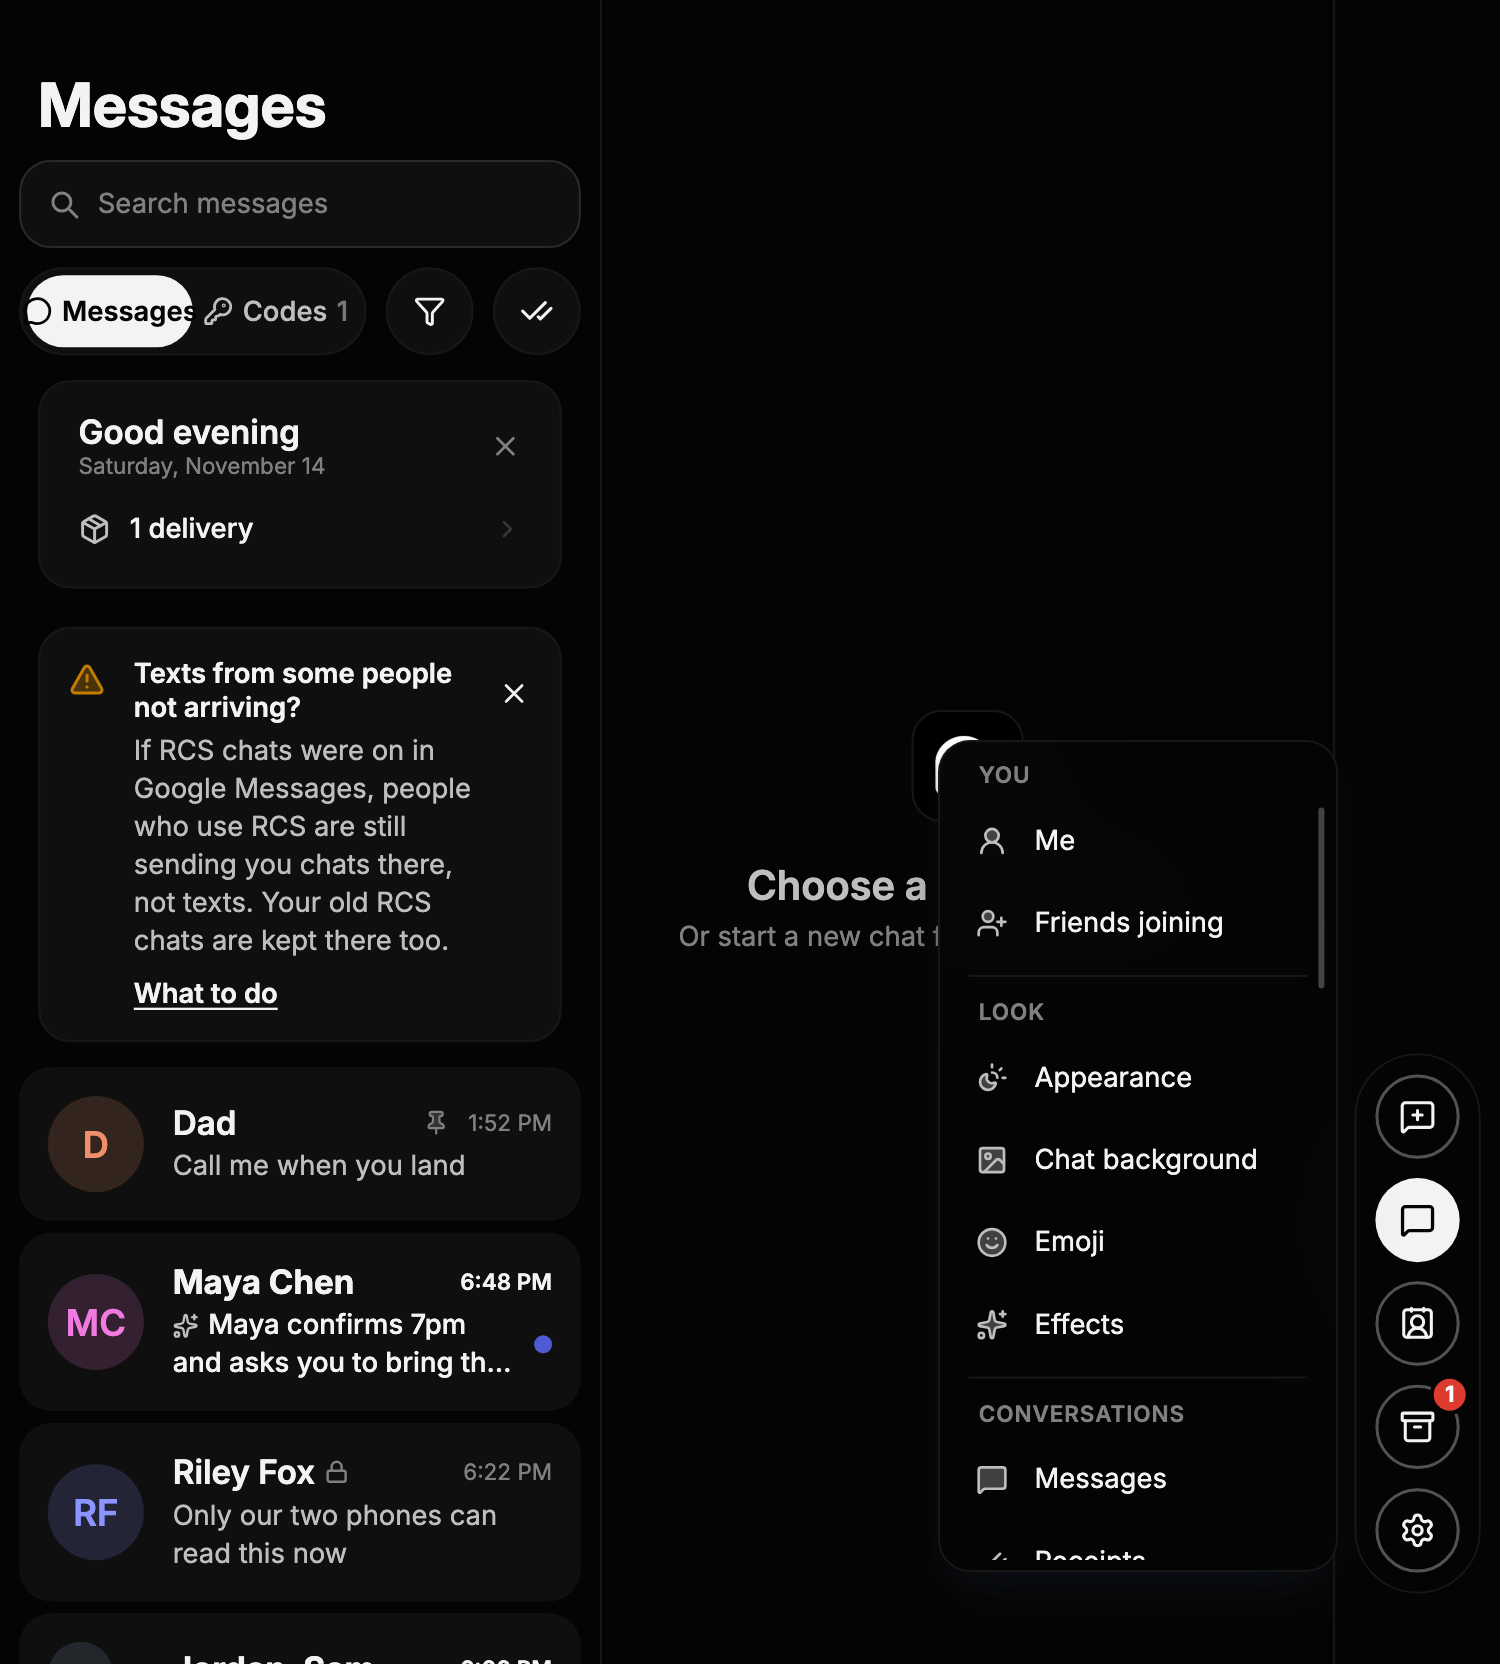 Messages
Search messages
Messages
Codes 1
Good evening
Saturday, November 14
1 delivery
Texts from some people
not arriving?
If RCS chats were on in
Google Messages, people
who use RCS are still
sending you chats there,
not texts. Your old RCS
chats are kept there too.
What to do
Dad
1:52 PM
Call me when you land
MC
Maya Chen
6:48 PM
Maya confirms 7pm
and asks you to bring th...
RF
Riley Fox
6:22 PM
Only our two phones can
read this now
D
Choose a
Or start a new chat
YOU
Me
Friends joining
LOOK
Appearance
Chat background
Emoji
Effects
CONVERSATIONS
Messages
Receipts
1